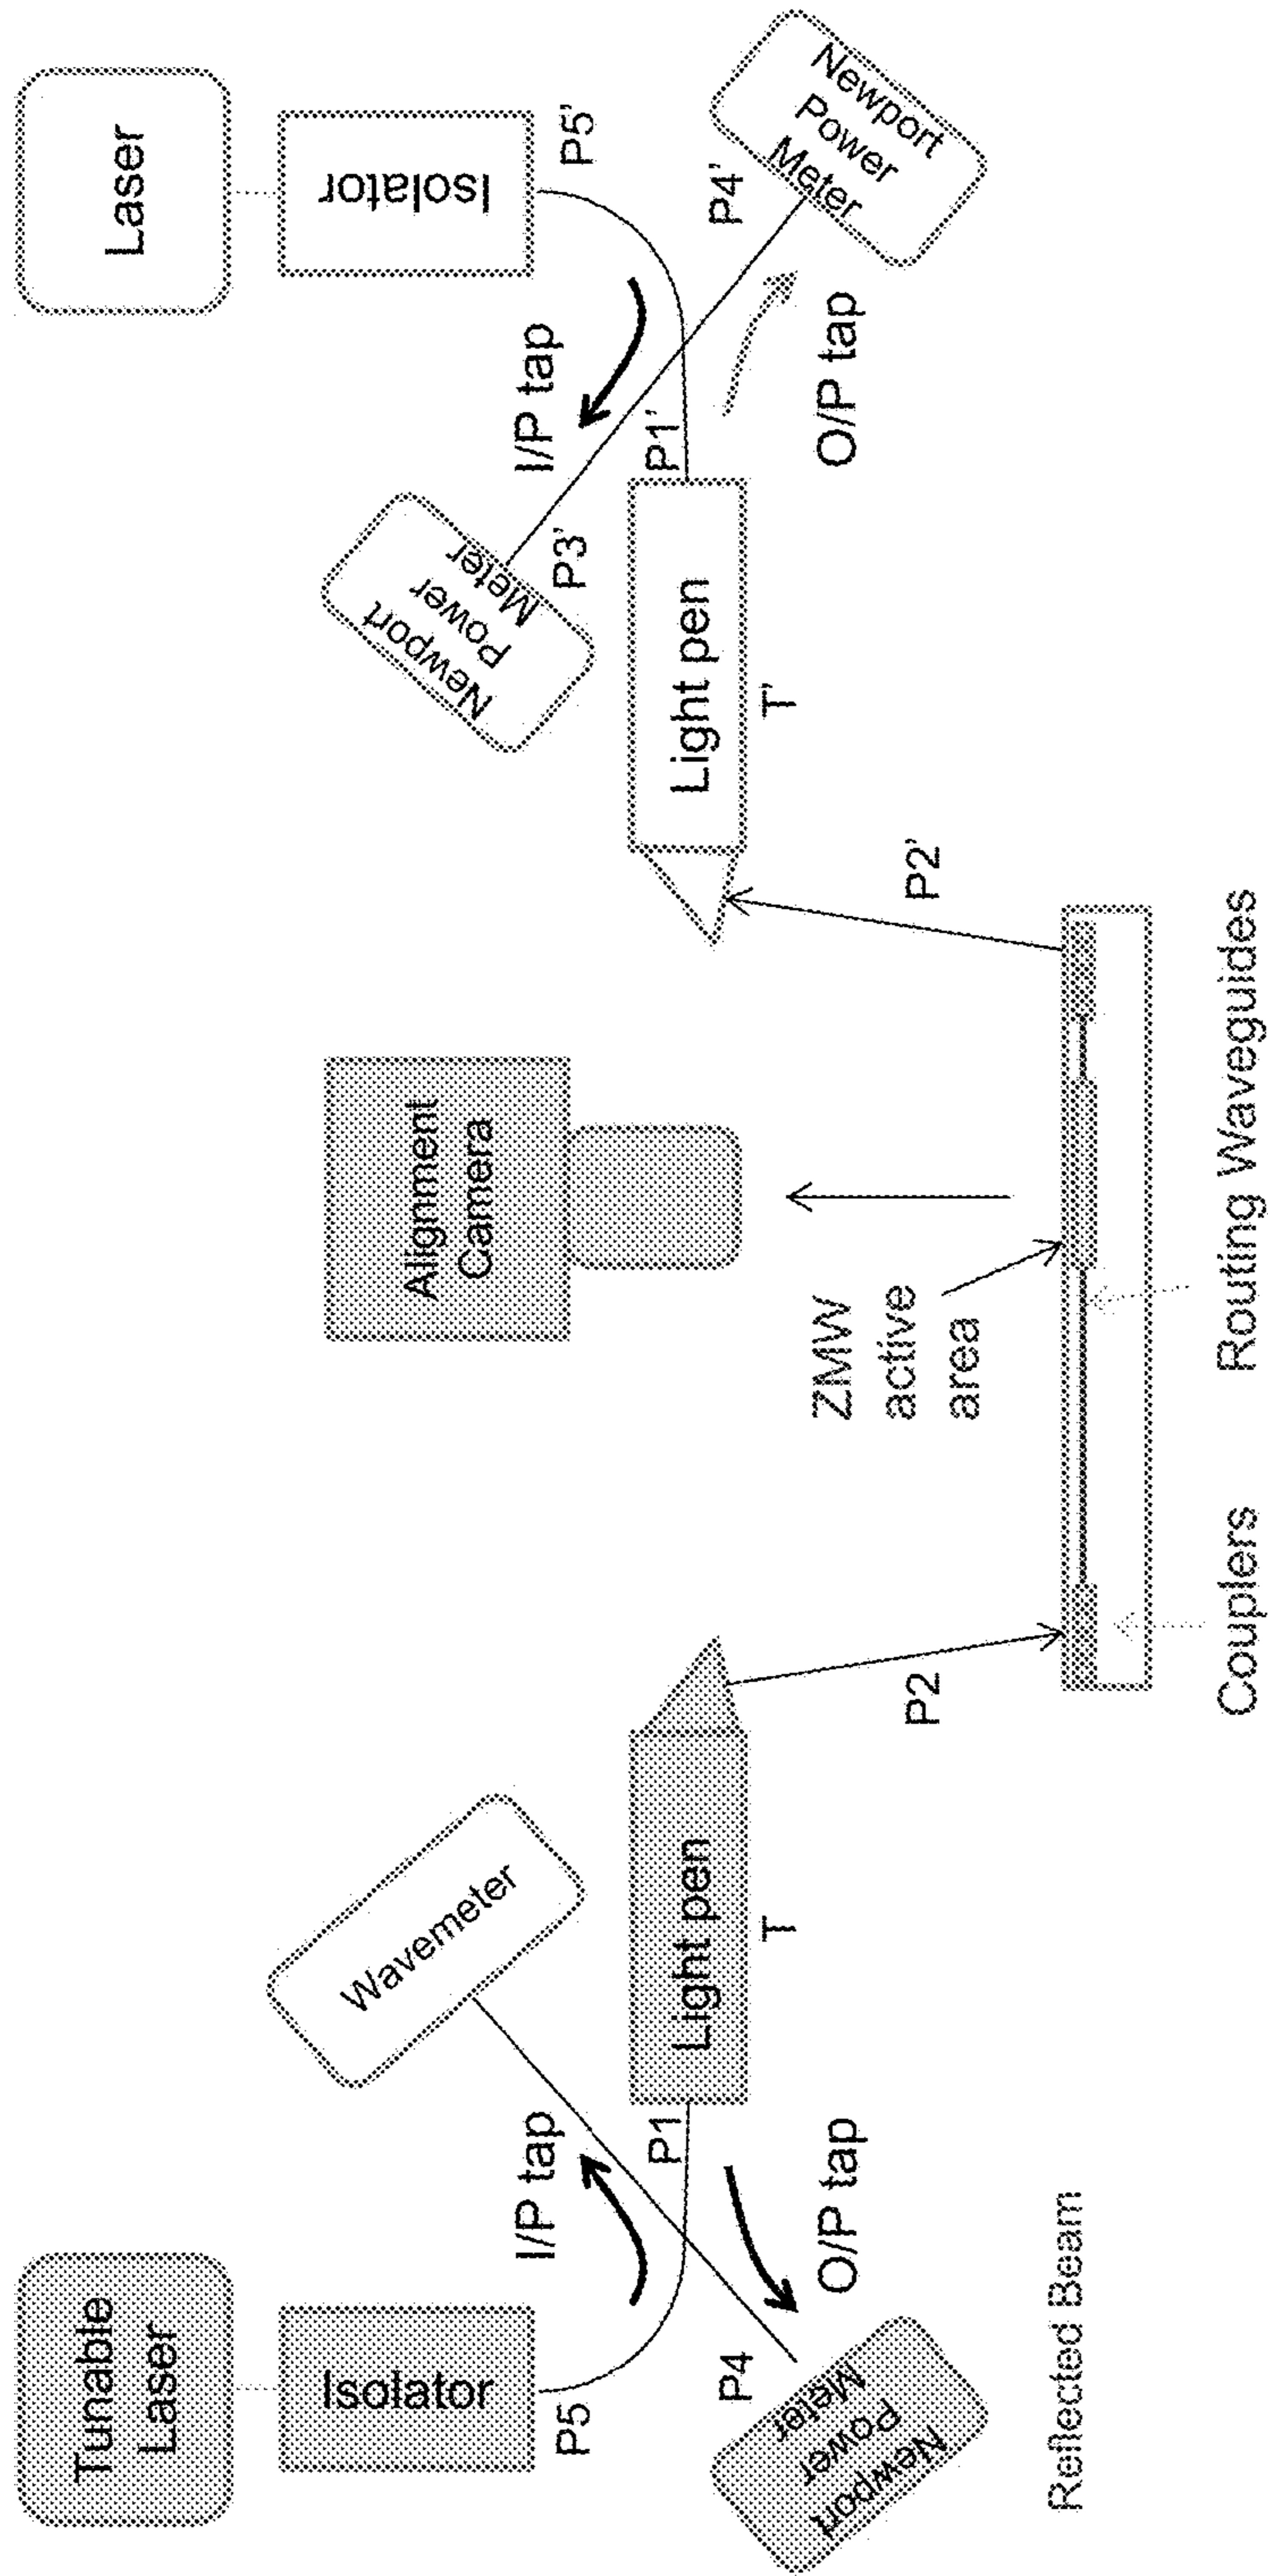 Tunable
Laser
Isolator
P5
I/P tap
Wavemeter
P1
P4
Newport
Power
Meter
O/P tap
Reflected Beam
Light pen
T
P2
Couplers
Alignment
Camera
ZMW
active
area
Routing Waveguides
P2'
Light pen
T'
Newport
Power
Meter
P3'
I/P tap
P1'
O/P tap
Laser
Isolator
P5'
P4'
Newport
Power
Meter